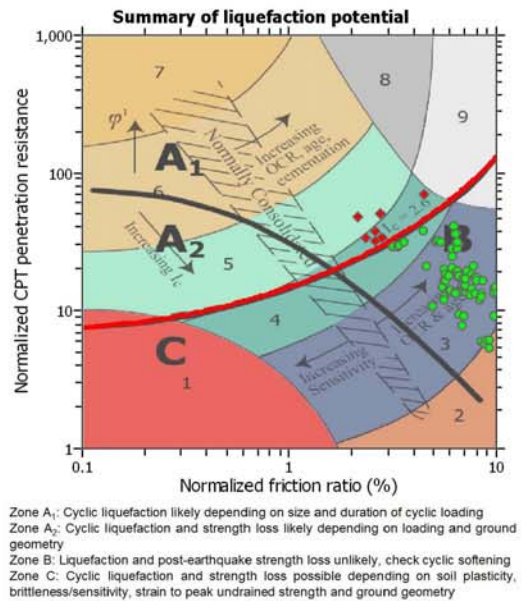 Summary of liquefaction potential
1,000
7
8
9
φ'
Normally Consolidated
Increasing
OCR, age,
cementation
A1
100
6
A2
Increasing Ic
5
Ic = 2.6
B
Normalized CPT penetration resistance
10
4
C
1
Increasing
Sensitivity
3
2
1
0.1
1
10
Normalized friction ratio (%)
Zone A1: Cyclic liquefaction likely depending on size and duration of cyclic loading
Zone A2: Cyclic liquefaction and strength loss likely depending on loading and ground
geometry
Zone B: Liquefaction and post-earthquake strength loss unlikely, check cyclic softening
Zone C: Cyclic liquefaction and strength loss possible depending on soil plasticity,
brittleness/sensitivity, strain to peak undrained strength and ground geometry